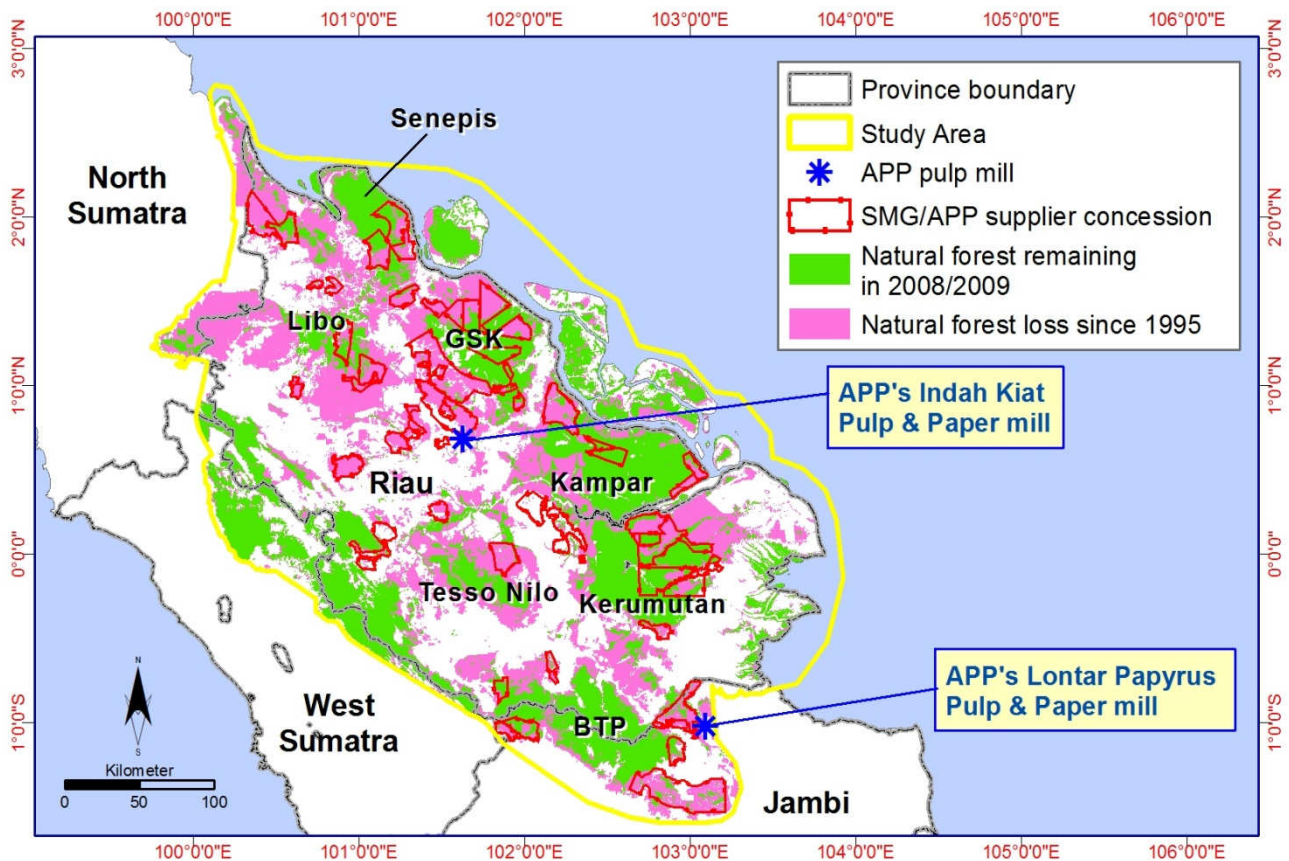 100°0'0"E
101°0'0"E
102°0'0"E
103°0'0"E
104°0'0"E
105°0'0"E
106°0'0"E
3°0'0"N
2°0'0"N
1°0'0"N
0°0'0"
1°0'0"S
3°0'0"N
2°0'0"N
1°0'0"N
0°0'0"
1°0'0"S
Province boundary
Study Area
APP pulp mill
SMG/APP supplier concession
Natural forest remaining
in 2008/2009
Natural forest loss since 1995
Senepis
North
Sumatra
Libo
GSK
APP's Indah Kiat
Pulp & Paper mill
Riau
Kampar
Tesso Nilo
Kerumutan
West
Sumatra
BTP
APP's Lontar Papyrus
Pulp & Paper mill
Jambi
N
S
Kilometer
0 50 100
100°0'0"E
101°0'0"E
102°0'0"E
103°0'0"E
104°0'0"E
105°0'0"E
106°0'0"E